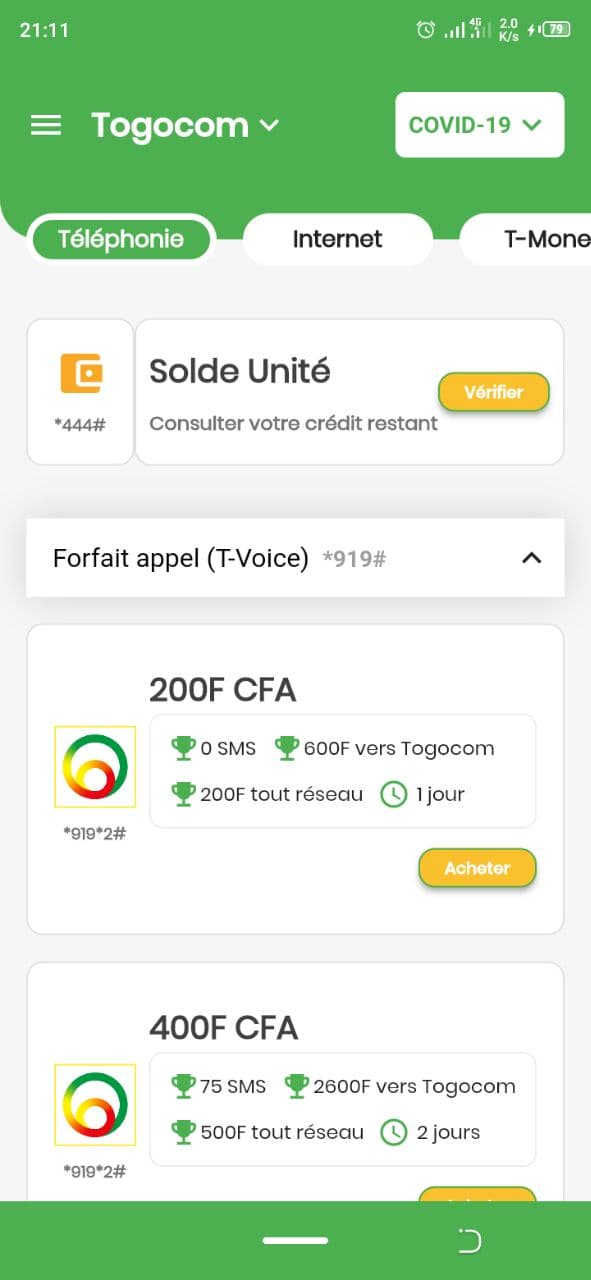 21:11
4G 2.0 K/s 79
Togocom
COVID-19
Téléphonie Internet T-Mone
Solde Unité
Vérifier
*444# Consulter votre crédit restant
Forfait appel (T-Voice) *919#
200F CFA
0 SMS 600F vers Togocom
200F tout réseau 1 jour
*919*2#
Acheter
400F CFA
75 SMS 2600F vers Togocom
500F tout réseau 2 jours
*919*2#